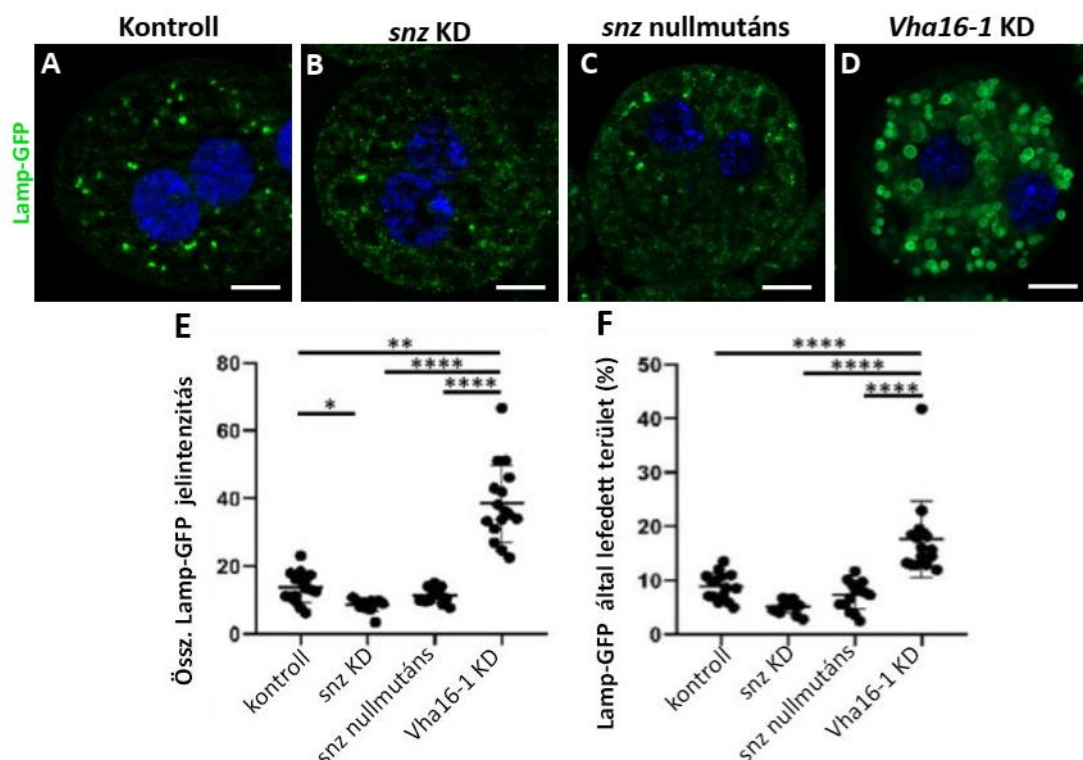 Kontroll
snz KD
snz nullmutáns
Vha16-1 KD
A
B
C
D
Lamp-GFP
E
Össz. Lamp-GFP jelintenzitás
80
60
40
20
0
**
****
****
*
kontroll
snz KD
snz nullmutáns
Vha16-1 KD
F
Lamp-GFP által lefedett terület (%)
50
40
30
20
10
0
****
****
****
kontroll
snz KD
snz nullmutáns
Vha16-1 KD